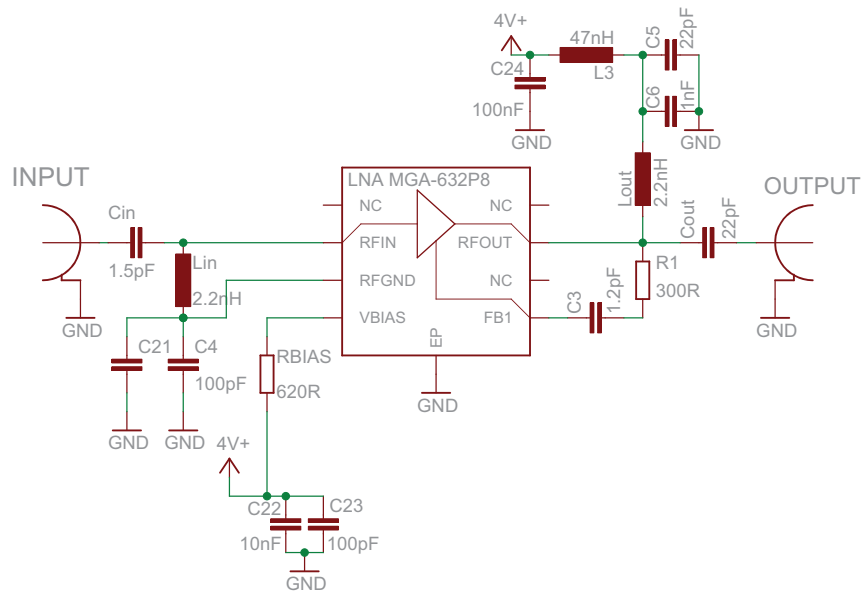 4V+
47nH
C5
22pF
C24
L3
100nF
C6
1nF
GND
GND
INPUT
LNA MGA-632P8
Lout
2.2nH
OUTPUT
NC
NC
Cin
Cout
22pF
RFIN
RFOUT
1.5pF
Lin
2.2nH
RFGND
NC
C3
1.2pF
R1
300R
GND
VBIAS
FB1
GND
C21
C4
100pF
RBIAS
620R
EP
GND
GND
GND
4V+
C22
C23
10nF
100pF
GND